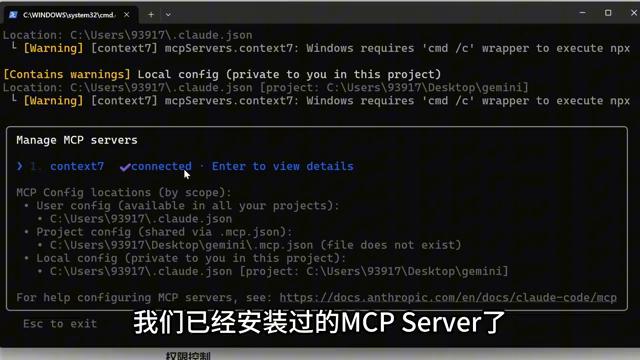 C:\WINDOWS\system32\cmd.
Location: C:\Users\93917\.claude.json
└ [Warning] [context7] mcpServers.context7: Windows requires 'cmd /c' wrapper to execute npx
[Contains warnings] Local config (private to you in this project)
Location: C:\Users\93917\.claude.json [project: C:\Users\93917\Desktop\gemini]
└ [Warning] [context7] mcpServers.context7: Windows requires 'cmd /c' wrapper to execute npx
Manage MCP servers
❯ 1. context7 ✔connected · Enter to view details
MCP Config locations (by scope):
• User config (available in all your projects):
• C:\Users\93917\.claude.json
• Project config (shared via .mcp.json):
• C:\Users\93917\Desktop\gemini\.mcp.json (file does not exist)
• Local config (private to you in this project):
• C:\Users\93917\.claude.json [project: C:\Users\93917\Desktop\gemini]
For help configuring MCP servers, see: https://docs.anthropic.com/en/docs/claude-code/mcp
Esc to exit
我们已经安装过的MCP Server了
权限控制